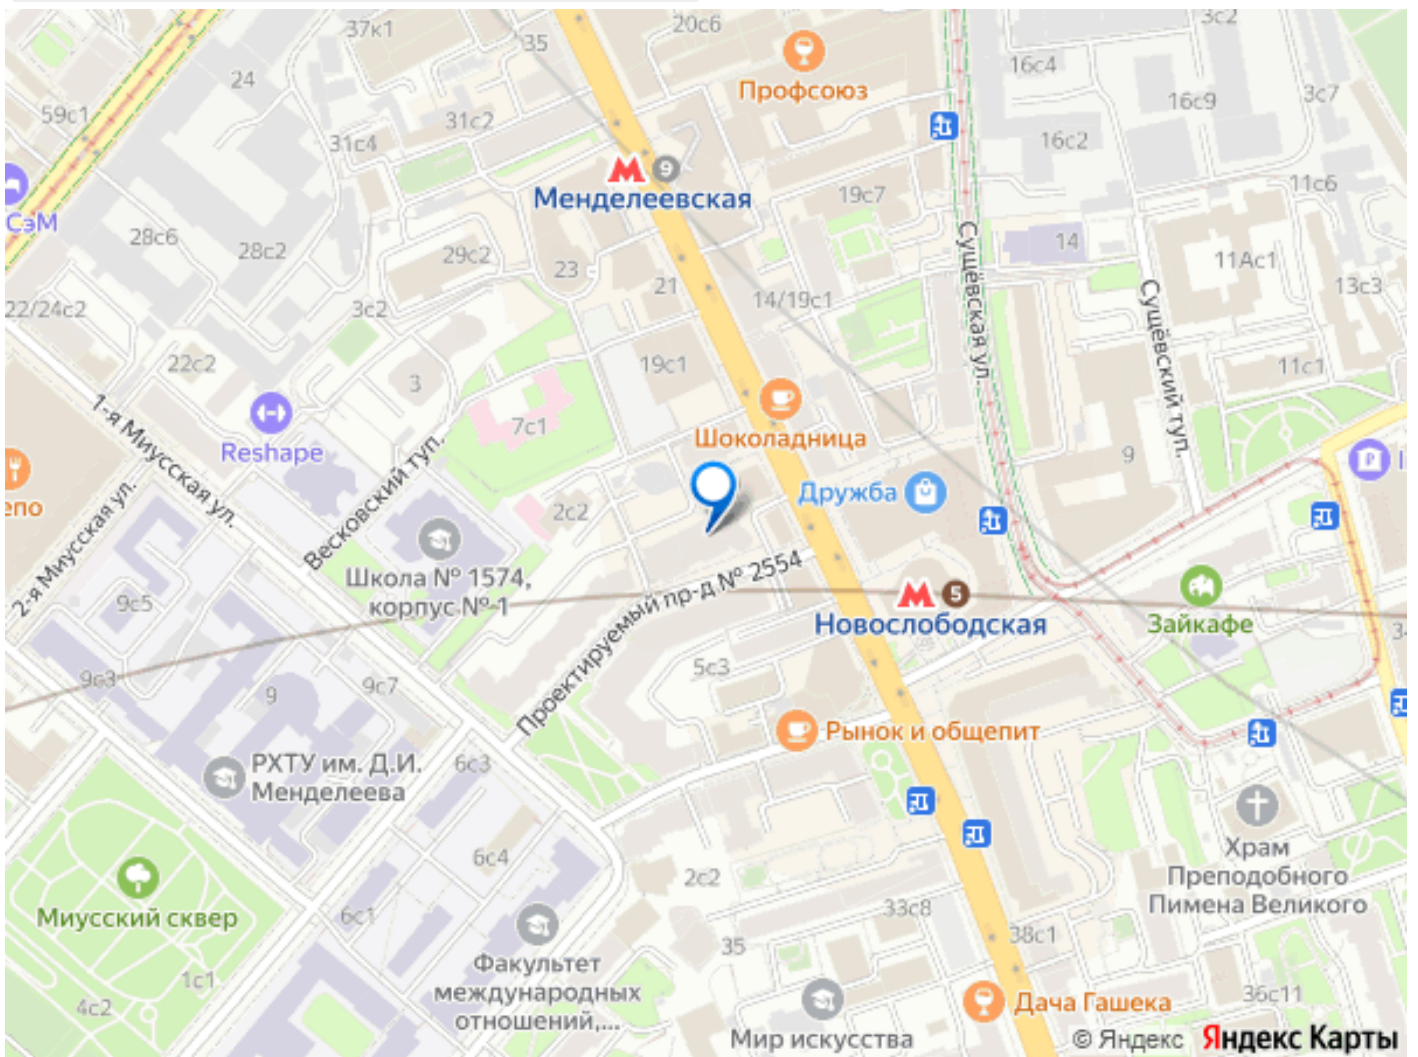 37к1
20с6
3с2
35
Профсоюз
16с4
24
59с1
31с2
16с9
3с7
31с4
16с2
9
Менделеевская
19с7
11с6
СэМ
28с6
28с2
29с2
23
14
11Ас1
21
14/19с1
13с3
22/24с2
3с2
Сущёвская ул.
Сущёвский туп.
22с2
19с1
11с1
3
1-я Миусская ул.
7с1
Шоколадница
Reshape
9
епо
Весковский туп.
2с2
Дружба
2-я Миусская ул.
Школа № 1574,
корпус № 1
Проектируемый пр-д № 2554
5
9с5
Новослободская
Зайкафе
34
9с3
9
9с7
5с3
Рынок и общепит
РХТУ им. Д.И.
Менделеева
6с3
Храм
Преподобного
Пимена Великого
6с4
2с2
Миусский сквер
6с1
33с8
38с1
35
Факультет
международных
отношений,...
1с1
4с2
36с11
Дача Гашека
Мир искусства
© Яндекс Яндекс Карты